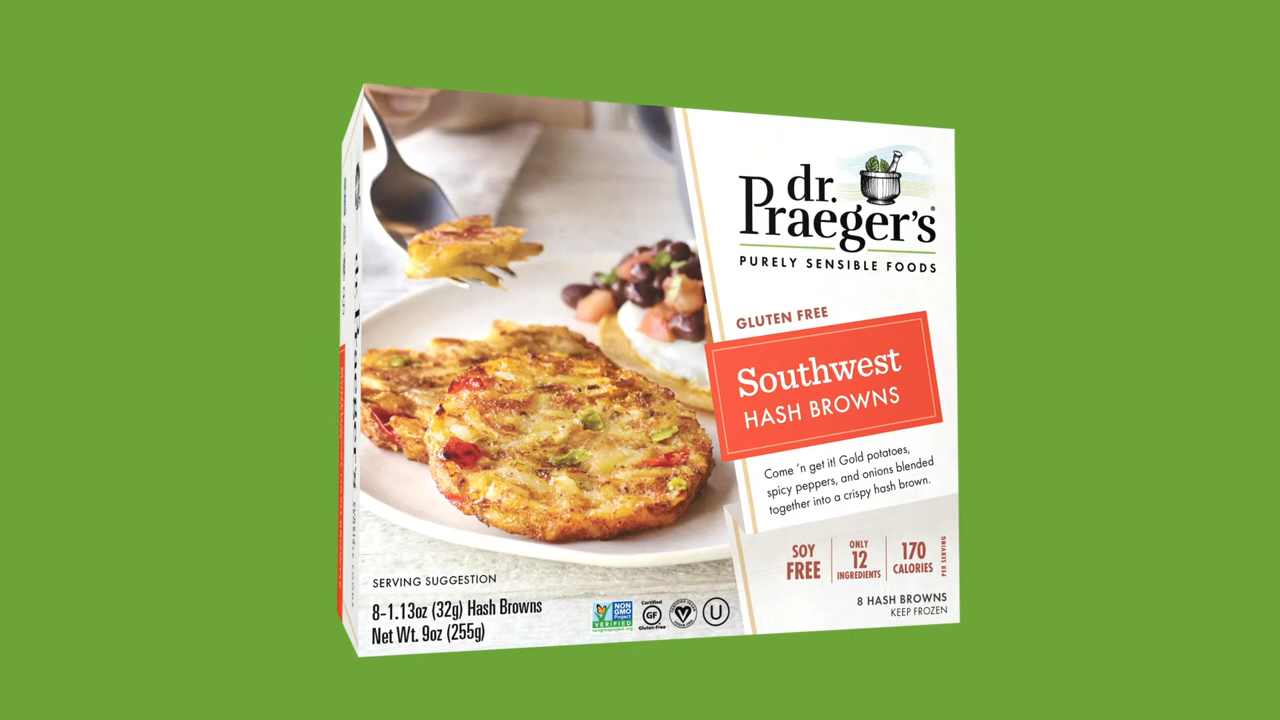 dr.
Praeger's
PURELY SENSIBLE FOODS
GLUTEN FREE
Southwest
HASH BROWNS
Come 'n get it! Gold potatoes,
spicy peppers, and onions blended
together into a crispy hash brown.
SOY
FREE
ONLY
12
INGREDIENTS
170
CALORIES
PER SERVING
8 HASH BROWNS
KEEP FROZEN
SERVING SUGGESTION
8-1.13oz (32g) Hash Browns
Net Wt. 9oz (255g)
NON
GMO
Project
VERIFIED
nongmoproject.org
Certified
GF
Gluten-Free
U